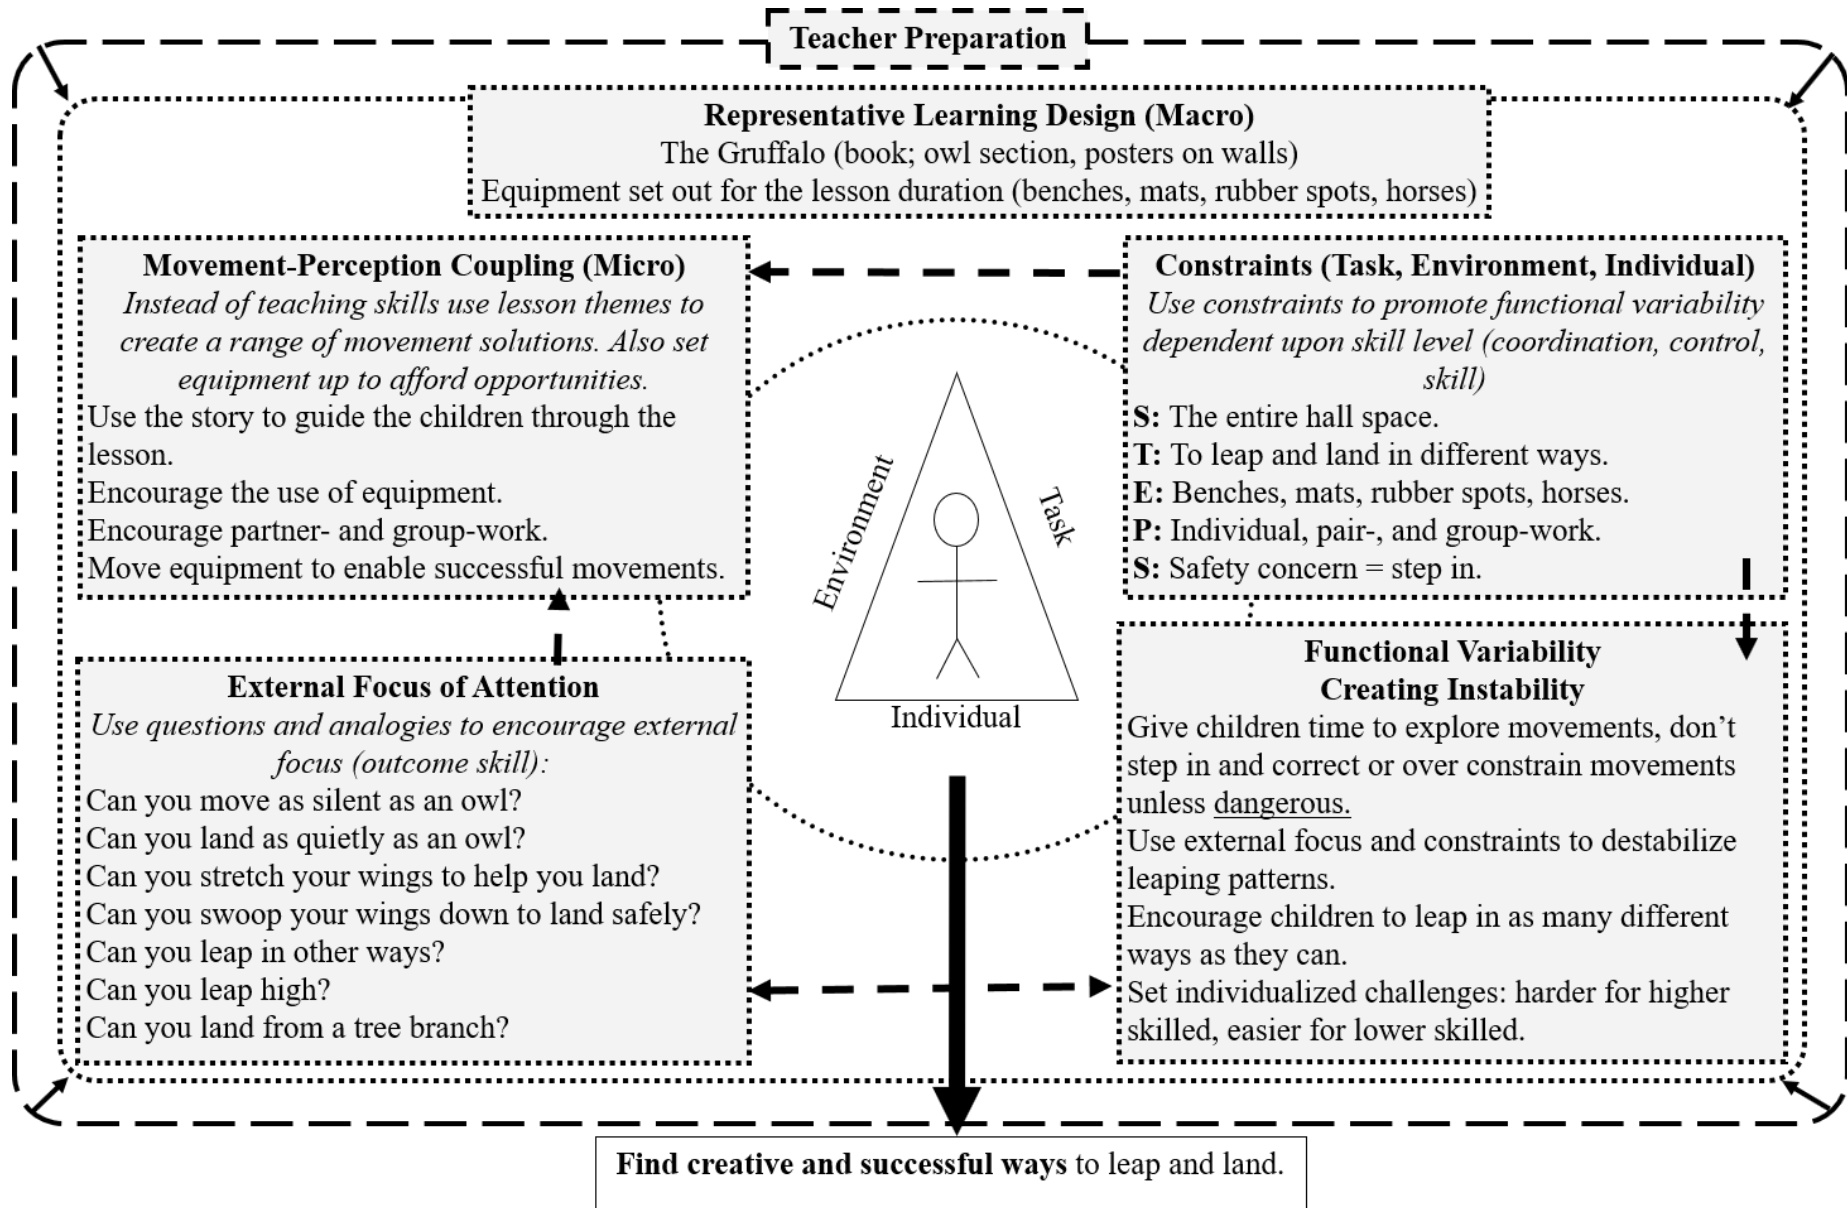 Teacher Preparation
Representative Learning Design (Macro)
The Gruffalo (book; owl section, posters on walls)
Equipment set out for the lesson duration (benches, mats, rubber spots, horses)
Movement-Perception Coupling (Micro)
Instead of teaching skills use lesson themes to
create a range of movement solutions. Also set
equipment up to afford opportunities.
Use the story to guide the children through the
lesson.
Encourage the use of equipment.
Encourage partner- and group-work.
Move equipment to enable successful movements.
Constraints (Task, Environment, Individual)
Use constraints to promote functional variability
dependent upon skill level (coordination, control,
skill)
S: The entire hall space.
T: To leap and land in different ways.
E: Benches, mats, rubber spots, horses.
P: Individual, pair-, and group-work.
S: Safety concern = step in.
Environment
Task
Individual
External Focus of Attention
Use questions and analogies to encourage external
focus (outcome skill):
Can you move as silent as an owl?
Can you land as quietly as an owl?
Can you stretch your wings to help you land?
Can you swoop your wings down to land safely?
Can you leap in other ways?
Can you leap high?
Can you land from a tree branch?
Functional Variability
Creating Instability
Give children time to explore movements, don’t
step in and correct or over constrain movements
unless dangerous.
Use external focus and constraints to destabilize
leaping patterns.
Encourage children to leap in as many different
ways as they can.
Set individualized challenges: harder for higher
skilled, easier for lower skilled.
Find creative and successful ways to leap and land.